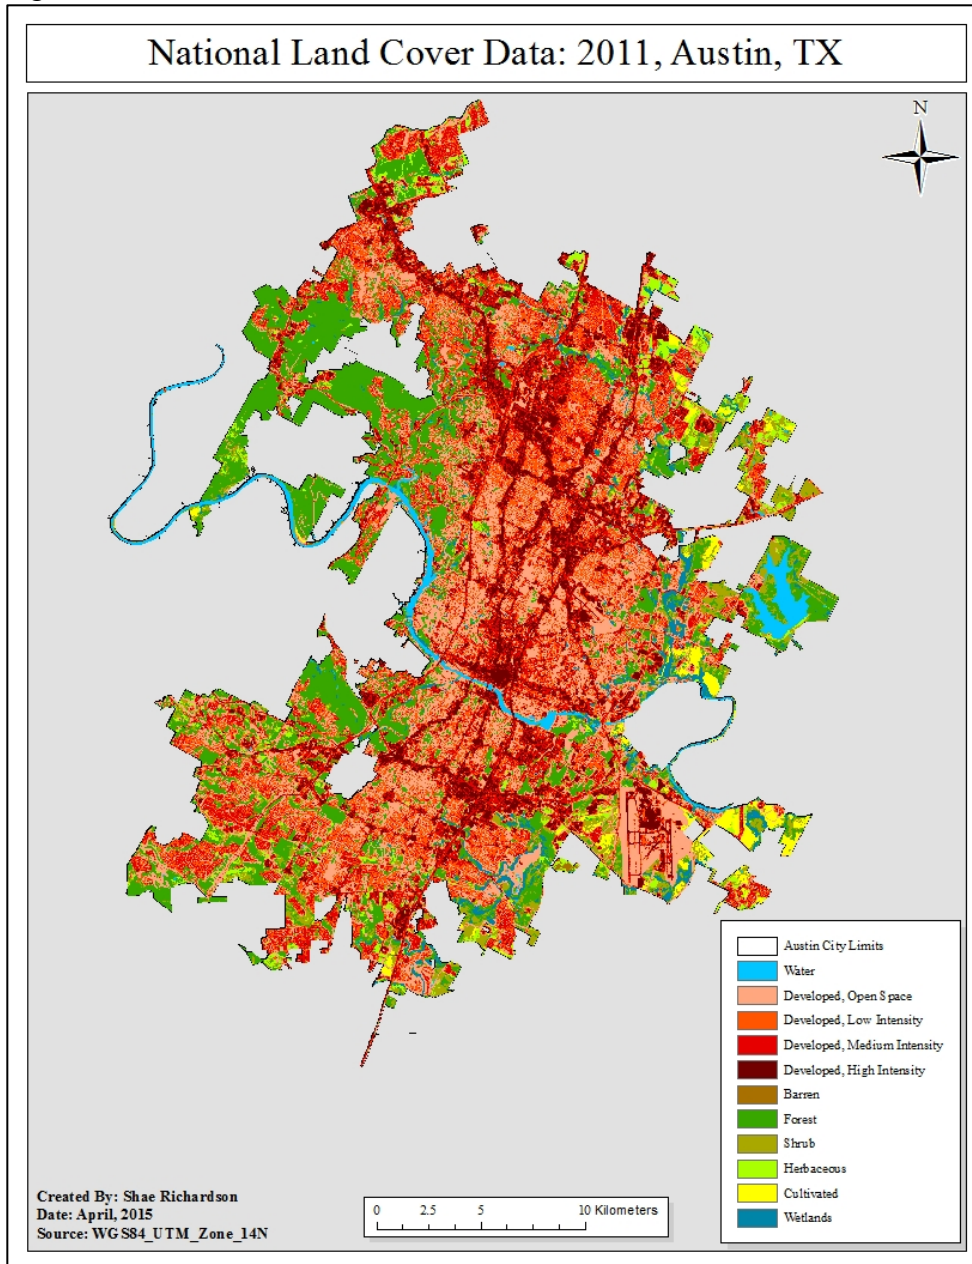 National Land Cover Data: 2011, Austin, TX
N
Austin City Limits
Water
Developed, Open Space
Developed, Low Intensity
Developed, Medium Intensity
Developed, High Intensity
Barren
Forest
Shrub
Herbaceous
Cultivated
Wetlands
Created By: Shae Richardson
Date: April, 2015
Source: WGS84_UTM_Zone_14N
0 2.5 5 10 Kilometers